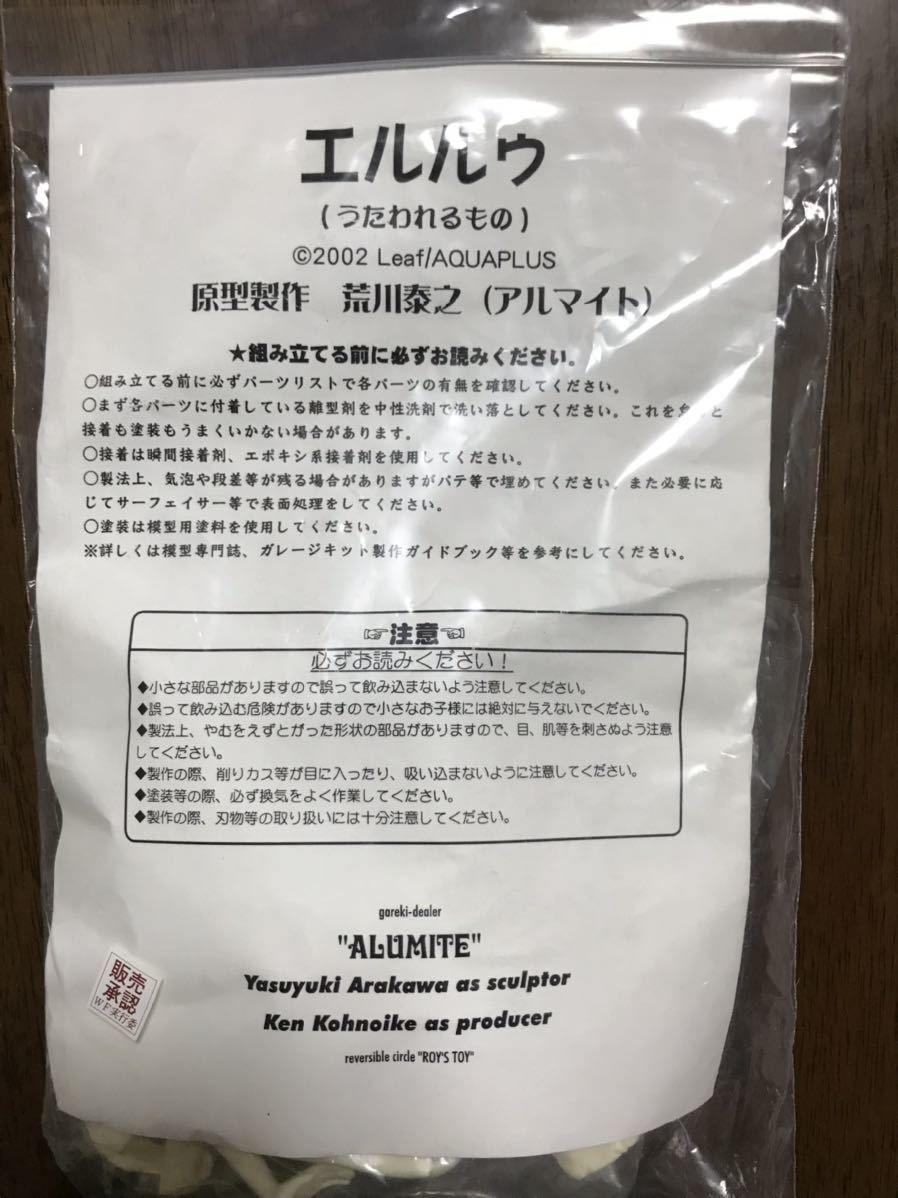 エルルゥ
(うたわれるもの)
©2002 Leaf/AQUAPLUS
原型製作 荒川泰之(アルマイト)
★組み立てる前に必ずお読みください。
○組み立てる前に必ずパーツリストで各パーツの有無を確認してください。
○まず各パーツに付着している離型剤を中性洗剤で洗い落としてください。これを怠ると
接着も塗装もうまくいかない場合があります。
○接着は瞬間接着剤、エポキシ系接着剤を使用してください。
○製法上、気泡や段差等が残る場合がありますがパテ等で埋めてください。また必要に応
じてサーフェイサー等で表面処理をしてください。
○塗装は模型用塗料を使用してください。
※詳しくは模型専門誌、ガレージキット製作ガイドブック等を参考にしてください。
☞注意☜
必ずお読みください!
◆小さな部品がありますので誤って飲み込まないよう注意してください。
◆誤って飲み込む危険がありますので小さなお子様には絶対に与えないでください。
◆製法上、やむをえずとがった形状の部品がありますので、目、肌等を刺さぬよう注意
してください。
◆製作の際、削りカス等が目に入ったり、吸い込まないように注意してください。
◆塗装等の際、必ず換気をよく作業してください。
◆製作の際、刃物等の取り扱いには十分注意してください。
gareki-dealer
"ALUMITE"
Yasuyuki Arakawa as sculptor
Ken Kohnoike as producer
reversible circle "ROY'S TOY"
販売
承認
WF実行委